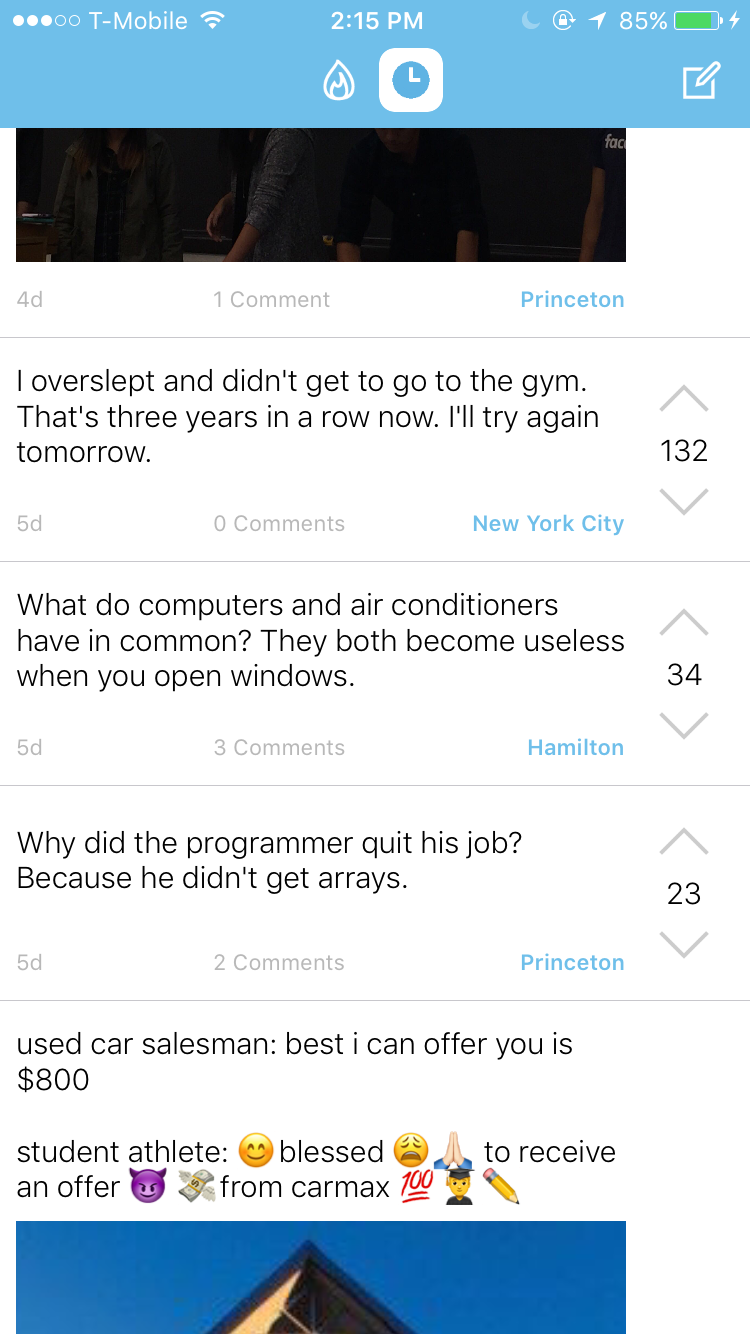 T-Mobile 2:15 PM 85%
fac
4d 1 Comment Princeton
I overslept and didn't get to go to the gym.
That's three years in a row now. I'll try again
tomorrow.
132
5d 0 Comments New York City
What do computers and air conditioners
have in common? They both become useless
when you open windows.
34
5d 3 Comments Hamilton
Why did the programmer quit his job?
Because he didn't get arrays.
23
5d 2 Comments Princeton
used car salesman: best i can offer you is
$800
student athlete: 😊 blessed 😩🙏🏻 to receive
an offer 😈 💸 from carmax 💯👨‍🎓✏️